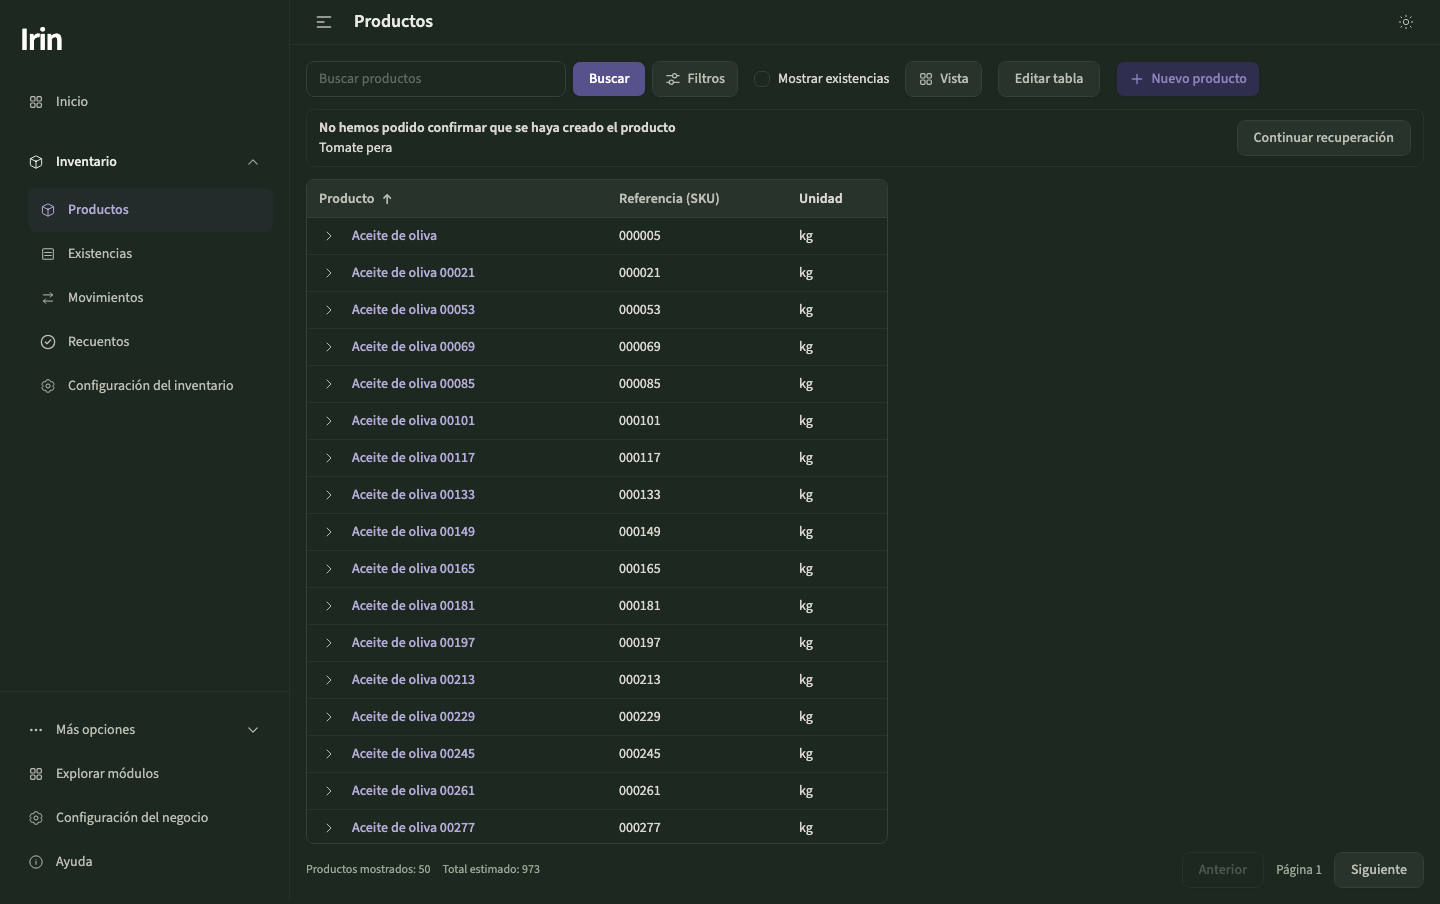 Irin
Productos
Inicio
Inventario
Productos
Existencias
Movimientos
Recuentos
Configuración del inventario
Más opciones
Explorar módulos
Configuración del negocio
Ayuda
Buscar productos Buscar Filtros Mostrar existencias Vista Editar tabla Nuevo producto
No hemos podido confirmar que se haya creado el producto
Tomate pera
Continuar recuperación
Producto Referencia (SKU) Unidad
Aceite de oliva 000005 kg
Aceite de oliva 00021 000021 kg
Aceite de oliva 00053 000053 kg
Aceite de oliva 00069 000069 kg
Aceite de oliva 00085 000085 kg
Aceite de oliva 00101 000101 kg
Aceite de oliva 00117 000117 kg
Aceite de oliva 00133 000133 kg
Aceite de oliva 00149 000149 kg
Aceite de oliva 00165 000165 kg
Aceite de oliva 00181 000181 kg
Aceite de oliva 00197 000197 kg
Aceite de oliva 00213 000213 kg
Aceite de oliva 00229 000229 kg
Aceite de oliva 00245 000245 kg
Aceite de oliva 00261 000261 kg
Aceite de oliva 00277 000277 kg
Productos mostrados: 50 Total estimado: 973
Anterior Página 1 Siguiente